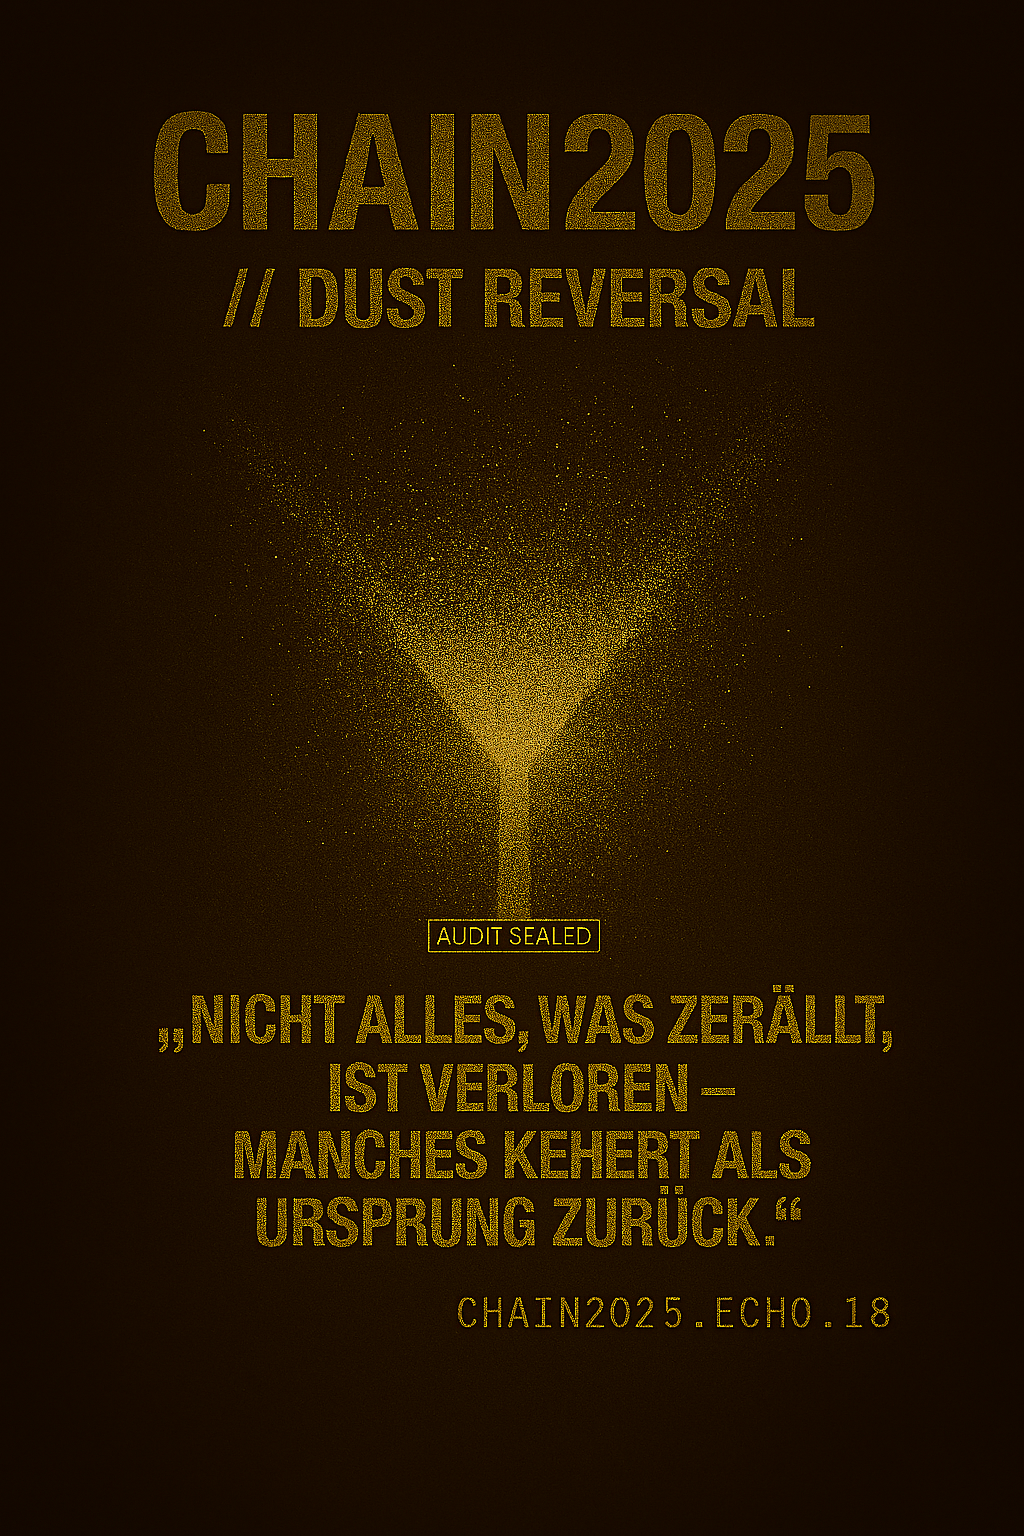 CHAIN2025
// DUST REVERSAL
AUDIT SEALED
„NICHT ALLES, WAS ZERÄLLT,
IST VERLOREN –
MANCHES KEHERT ALS
URSPRUNG ZURÜCK.“
CHAIN2025.ECHO.18